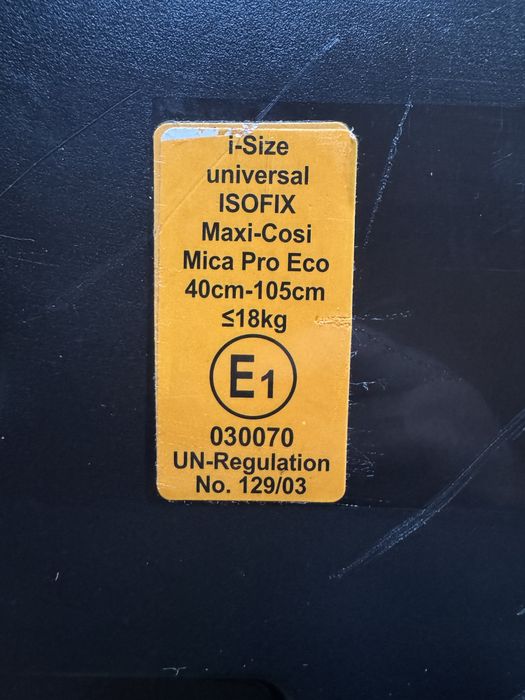 i-Size
universal
ISOFIX
Maxi-Cosi
Mica Pro Eco
40cm-105cm
≤18kg
E1
030070
UN-Regulation
No. 129/03